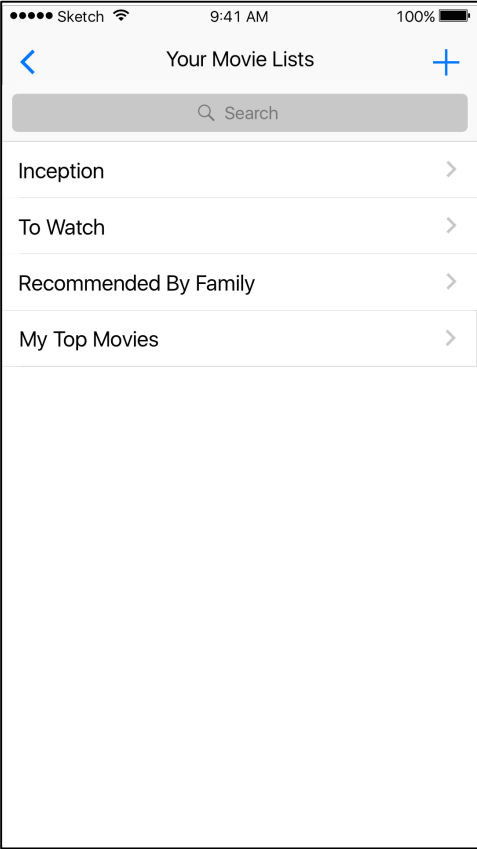 Sketch 9:41 AM 100%
Your Movie Lists
Search
Inception
To Watch
Recommended By Family
My Top Movies